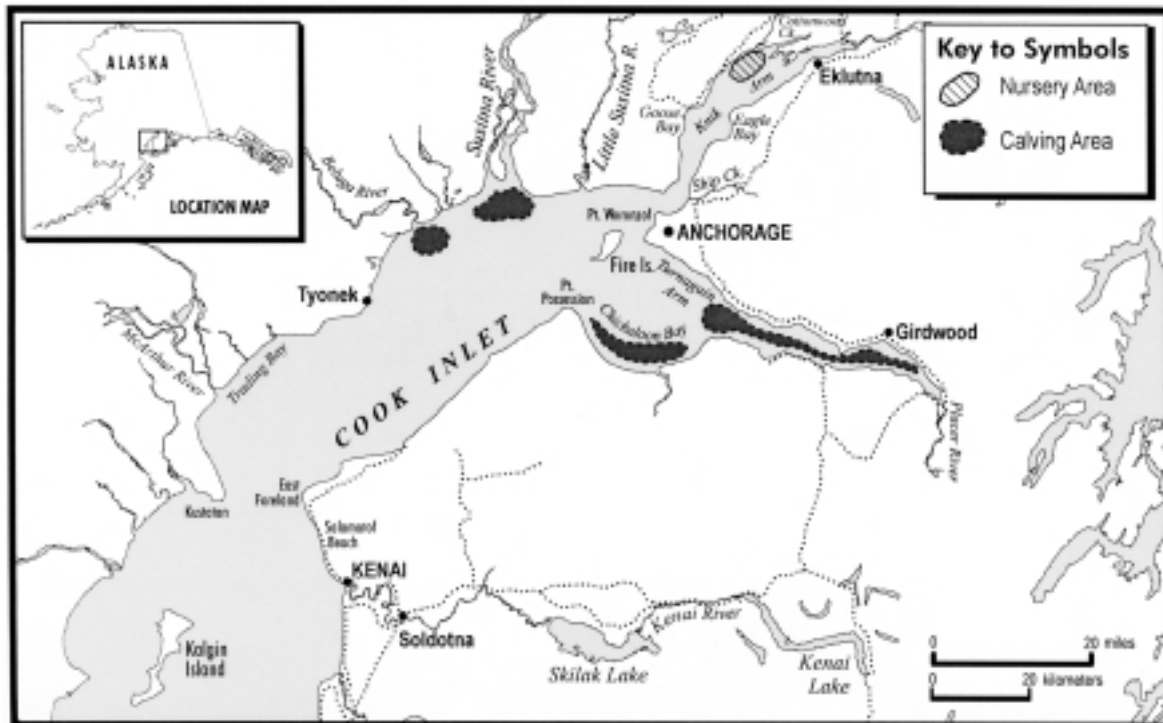 ALASKA
LOCATION MAP
Key to Symbols
Nursery Area
Calving Area
Susitna River
Little Susitna R.
Goose
Bay
Knik
Arm
Eagle
Bay
Eklutna
Ship Ck.
Beluga River
Pt. Woronzof
ANCHORAGE
Fire Is.
Turnagain
Arm
Tyonek
Pt.
Possession
Chickaloon Bay
Girdwood
McArthur River
Trading Bay
COOK INLET
Placer River
East
Foreland
Kustatan
Salamatof
Beach
KENAI
Soldotna
Kalgin
Island
Skilak Lake
Kenai River
Kenai
Lake
0 20 miles
0 20 kilometers